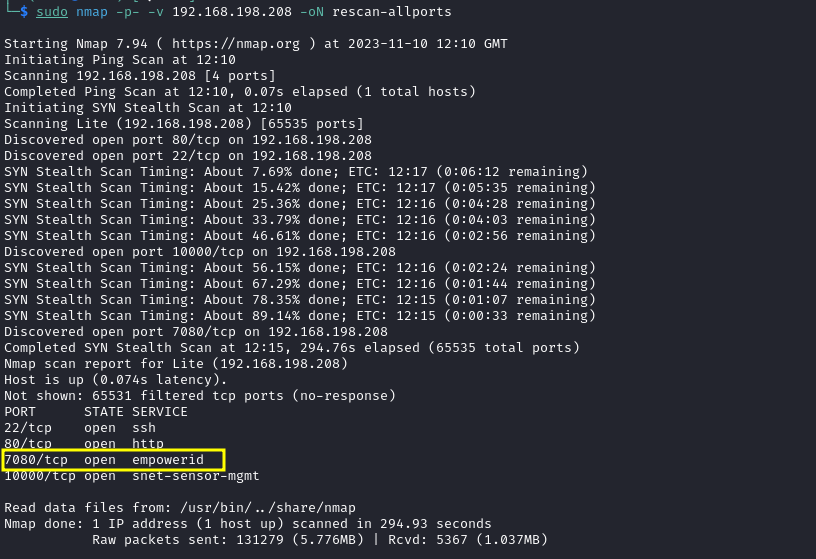 └─$ sudo nmap -p- -v 192.168.198.208 -oN rescan-allports
Starting Nmap 7.94 ( https://nmap.org ) at 2023-11-10 12:10 GMT
Initiating Ping Scan at 12:10
Scanning 192.168.198.208 [4 ports]
Completed Ping Scan at 12:10, 0.07s elapsed (1 total hosts)
Initiating SYN Stealth Scan at 12:10
Scanning Lite (192.168.198.208) [65535 ports]
Discovered open port 80/tcp on 192.168.198.208
Discovered open port 22/tcp on 192.168.198.208
SYN Stealth Scan Timing: About 7.69% done; ETC: 12:17 (0:06:12 remaining)
SYN Stealth Scan Timing: About 15.42% done; ETC: 12:17 (0:05:35 remaining)
SYN Stealth Scan Timing: About 25.36% done; ETC: 12:16 (0:04:28 remaining)
SYN Stealth Scan Timing: About 33.79% done; ETC: 12:16 (0:04:03 remaining)
SYN Stealth Scan Timing: About 46.61% done; ETC: 12:16 (0:02:56 remaining)
Discovered open port 10000/tcp on 192.168.198.208
SYN Stealth Scan Timing: About 56.15% done; ETC: 12:16 (0:02:24 remaining)
SYN Stealth Scan Timing: About 67.29% done; ETC: 12:16 (0:01:44 remaining)
SYN Stealth Scan Timing: About 78.35% done; ETC: 12:15 (0:01:07 remaining)
SYN Stealth Scan Timing: About 89.14% done; ETC: 12:15 (0:00:33 remaining)
Discovered open port 7080/tcp on 192.168.198.208
Completed SYN Stealth Scan at 12:15, 294.76s elapsed (65535 total ports)
Nmap scan report for Lite (192.168.198.208)
Host is up (0.074s latency).
Not shown: 65531 filtered tcp ports (no-response)
PORT      STATE SERVICE
22/tcp    open  ssh
80/tcp    open  http
7080/tcp  open  empowerid
10000/tcp open  snet-sensor-mgmt
Read data files from: /usr/bin/../share/nmap
Nmap done: 1 IP address (1 host up) scanned in 294.93 seconds
Raw packets sent: 131279 (5.776MB) | Rcvd: 5367 (1.037MB)